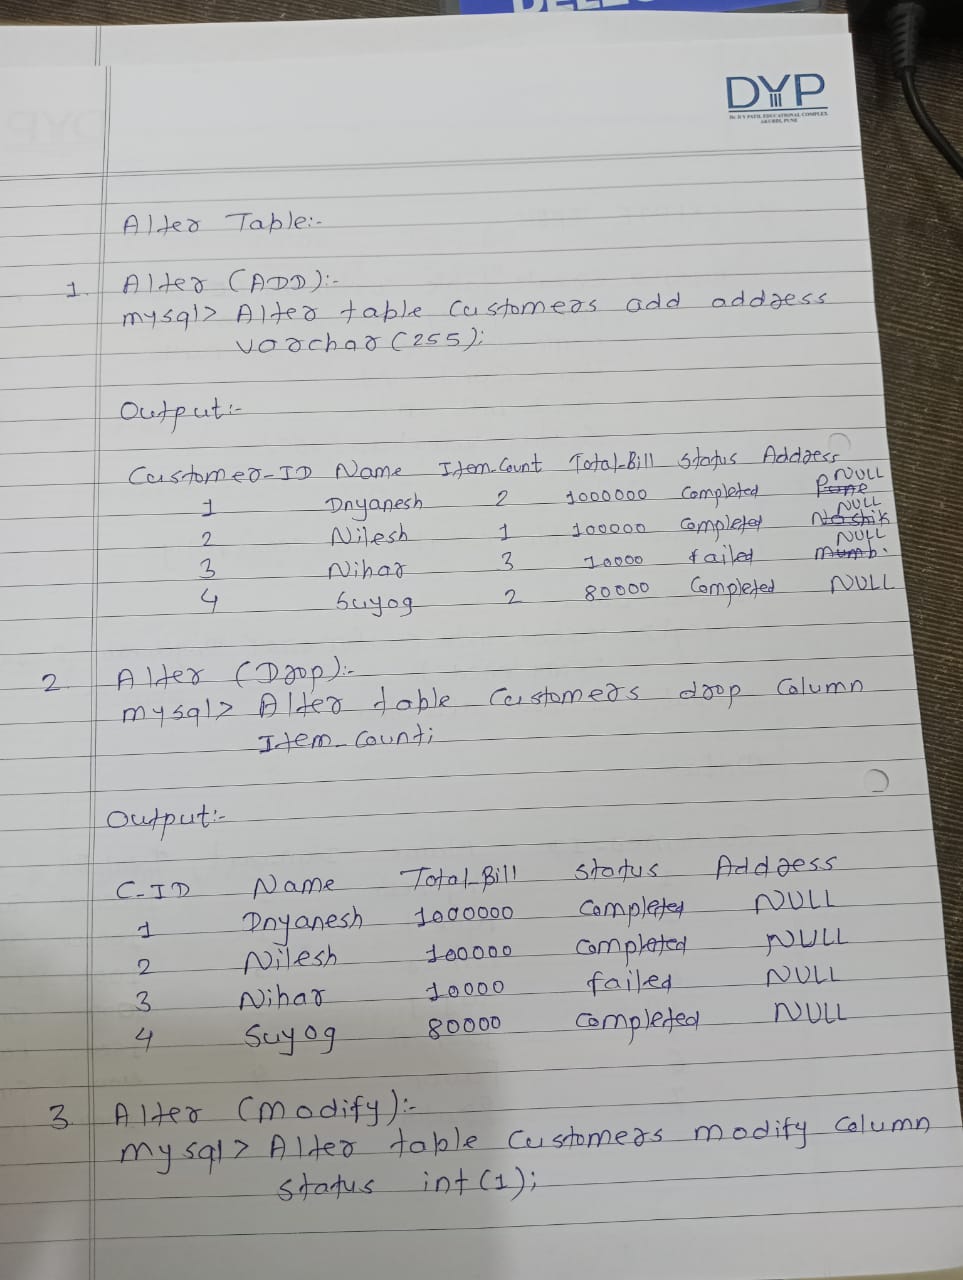 DYP
Dr. D Y PATIL EDUCATIONAL COMPLEX
AKURDI, PUNE
Alter Table:-
1. Alter (ADD):-
mysql> Alter table Customers add address
varchar(255);
Output:-
Customer-ID Name Item-Count Total-Bill Status Address
1 Dnyanesh 2 1000000 Completed Pune NULL
2 Nilesh 1 100000 Completed Nashik NULL
3 Nihar 3 10000 failed Mumb. NULL
4 Suyog 2 80000 Completed NULL
2 Alter (Drop):-
mysql> Alter table Customers drop Column
Item-Count;
Output:-
C-ID Name Total-Bill Status Address
1 Dnyanesh 1000000 Completed NULL
2 Nilesh 100000 Completed NULL
3 Nihar 10000 failed NULL
4 Suyog 80000 Completed NULL
3 Alter (Modify):-
mysql> Alter table Customers modify Column
status int(1);